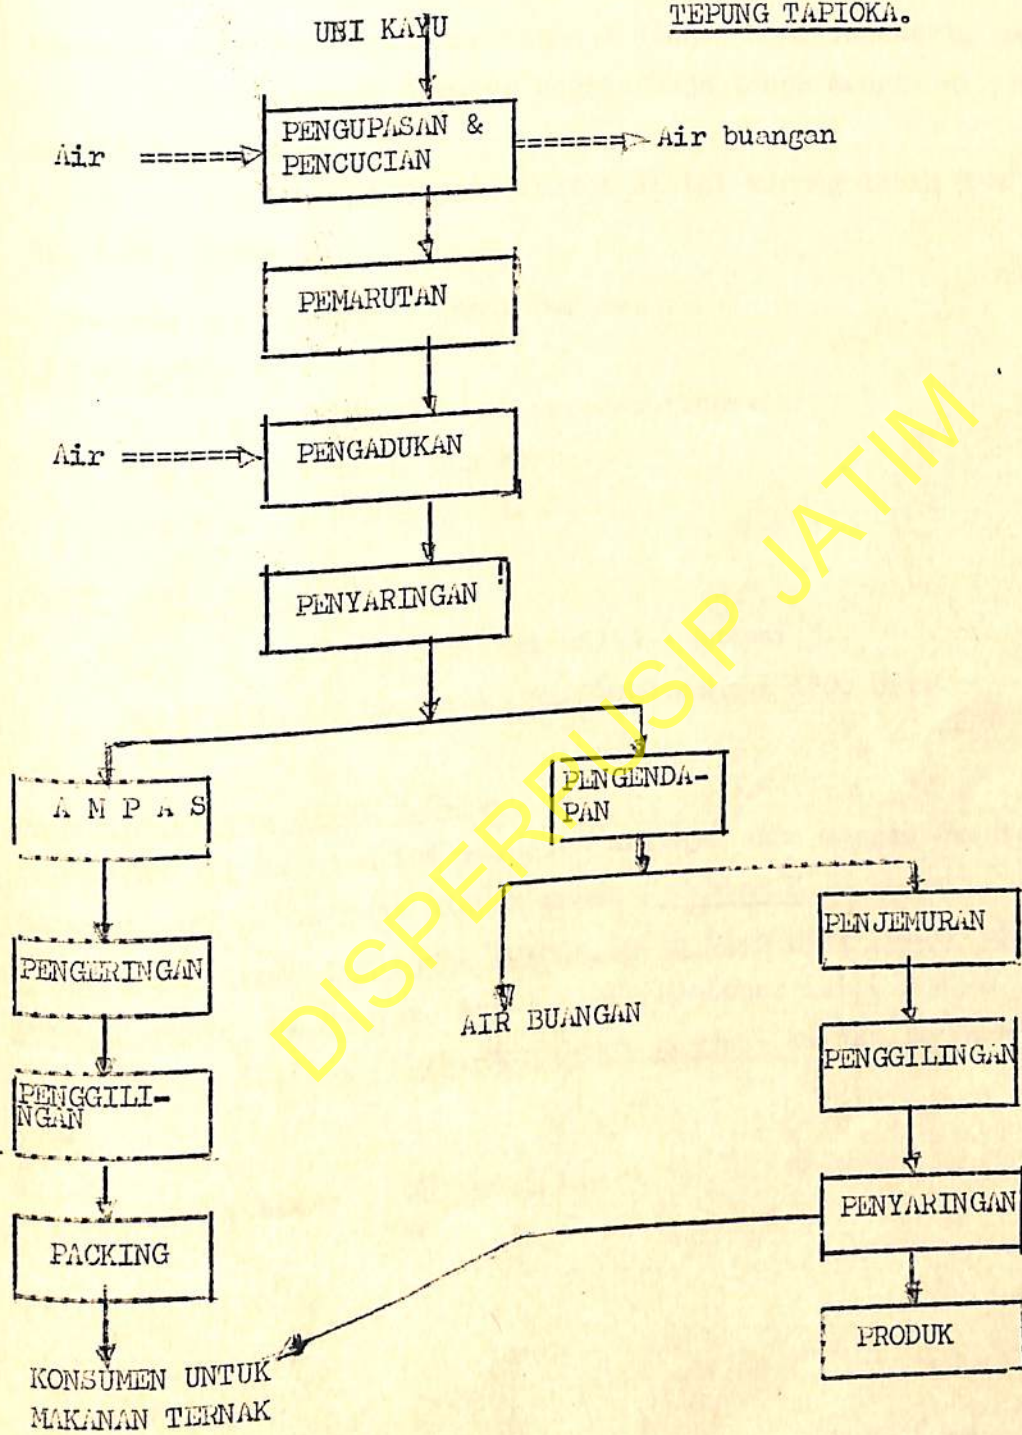 TEPUNG TAPIOKA.
UBI KAYU
PENGUPASAN &
PENCUCIAN
Air
Air buangan
PEMARUTAN
Air
PENGADUKAN
PENYARINGAN
A M P A S
PENGENDA-
PAN
PENGERINGAN
PENJEMURAN
AIR BUANGAN
PENGGILI-
NGAN
PENGGILINGAN
PACKING
PENYARINGAN
PRODUK
KONSUMEN UNTUK
MAKANAN TERNAK
DISPERPUSIP JATIM